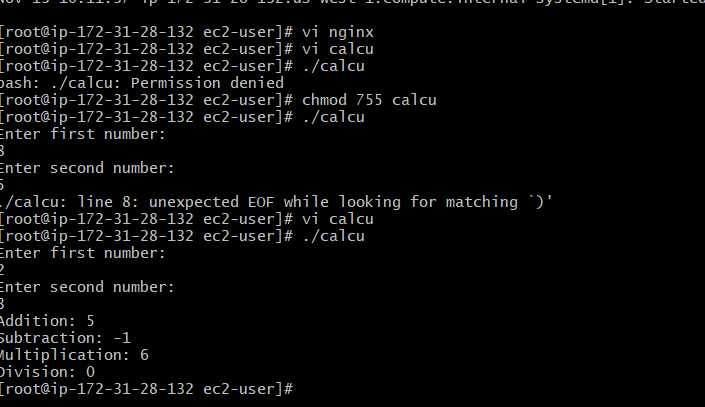 [root@ip-172-31-28-132 ec2-user]# vi nginx
[root@ip-172-31-28-132 ec2-user]# vi calcu
[root@ip-172-31-28-132 ec2-user]# ./calcu
bash: ./calcu: Permission denied
[root@ip-172-31-28-132 ec2-user]# chmod 755 calcu
[root@ip-172-31-28-132 ec2-user]# ./calcu
Enter first number:
8
Enter second number:
5
./calcu: line 8: unexpected EOF while looking for matching `)'
[root@ip-172-31-28-132 ec2-user]# vi calcu
[root@ip-172-31-28-132 ec2-user]# ./calcu
Enter first number:
2
Enter second number:
3
Addition: 5
Subtraction: -1
Multiplication: 6
Division: 0
[root@ip-172-31-28-132 ec2-user]#